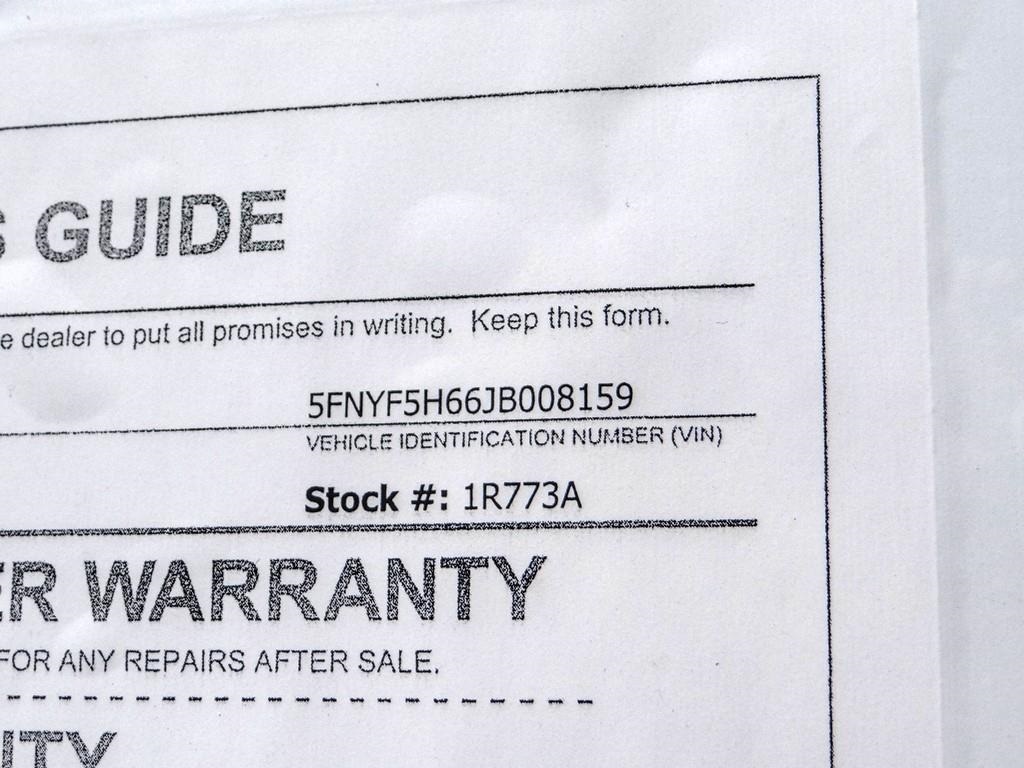 GUIDE
e dealer to put all promises in writing. Keep this form.
5FNYF5H66JB008159
VEHICLE IDENTIFICATION NUMBER (VIN)
Stock #: 1R773A
ER WARRANTY
FOR ANY REPAIRS AFTER SALE.
ITY